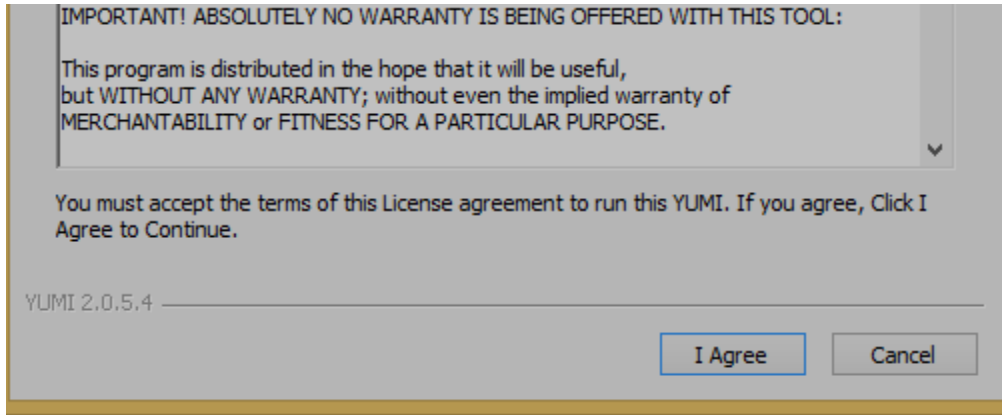 IMPORTANT! ABSOLUTELY NO WARRANTY IS BEING OFFERED WITH THIS TOOL:
This program is distributed in the hope that it will be useful,
but WITHOUT ANY WARRANTY; without even the implied warranty of
MERCHANTABILITY or FITNESS FOR A PARTICULAR PURPOSE.
You must accept the terms of this License agreement to run this YUMI. If you agree, Click I
Agree to Continue.
YUMI 2.0.5.4
I Agree
Cancel